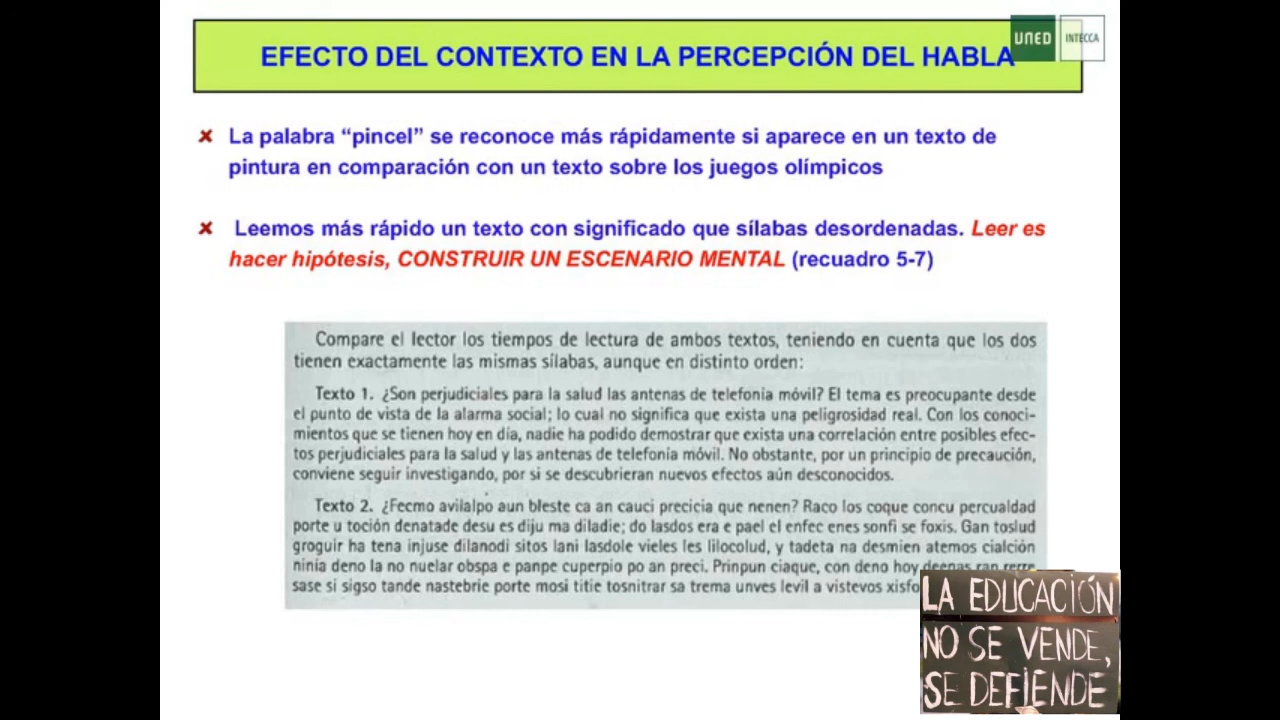 EFECTO DEL CONTEXTO EN LA PERCEPCIÓN DEL HABLA
UNED
INTECCA
La palabra “pincel” se reconoce más rápidamente si aparece en un texto de
pintura en comparación con un texto sobre los juegos olímpicos
Leemos más rápido un texto con significado que sílabas desordenadas. Leer es
hacer hipótesis, CONSTRUIR UN ESCENARIO MENTAL (recuadro 5-7)
Compare el lector los tiempos de lectura de ambos textos, teniendo en cuenta que los dos
tienen exactamente las mismas sílabas, aunque en distinto orden:
Texto 1. ¿Son perjudiciales para la salud las antenas de telefonía móvil? El tema es preocupante desde
el punto de vista de la alarma social; lo cual no significa que exista una peligrosidad real. Con los conoci-
mientos que se tienen hoy en día, nadie ha podido demostrar que exista una correlación entre posibles efec-
tos perjudiciales para la salud y las antenas de telefonía móvil. No obstante, por un principio de precaución,
conviene seguir investigando, por si se descubrieran nuevos efectos aún desconocidos.
Texto 2. ¿Fecmo avilalpo aun bleste ca an cauci precicia que nenen? Raco los coque concu percualdad
porte u toción denatade desu es diju ma diladie; do lasdos era e pael el enfec enes sonfi se foxis. Gan toslud
groguir ha tena injuse dilanodi sitos lani lasdole vieles les lilocolud, y tadeta na desmien atemos cialción
ninía deno la no nuelar obspa e panpe cuperpio po an preci. Prinpun ciaque, con deno hoy deenas ran rerre
sase si sigso tande nastebrie porte mosi titie tosnitrar sa trema unves levil a vistevos
LA EDUCACIÓN
NO SE VENDE,
SE DEFIENDE